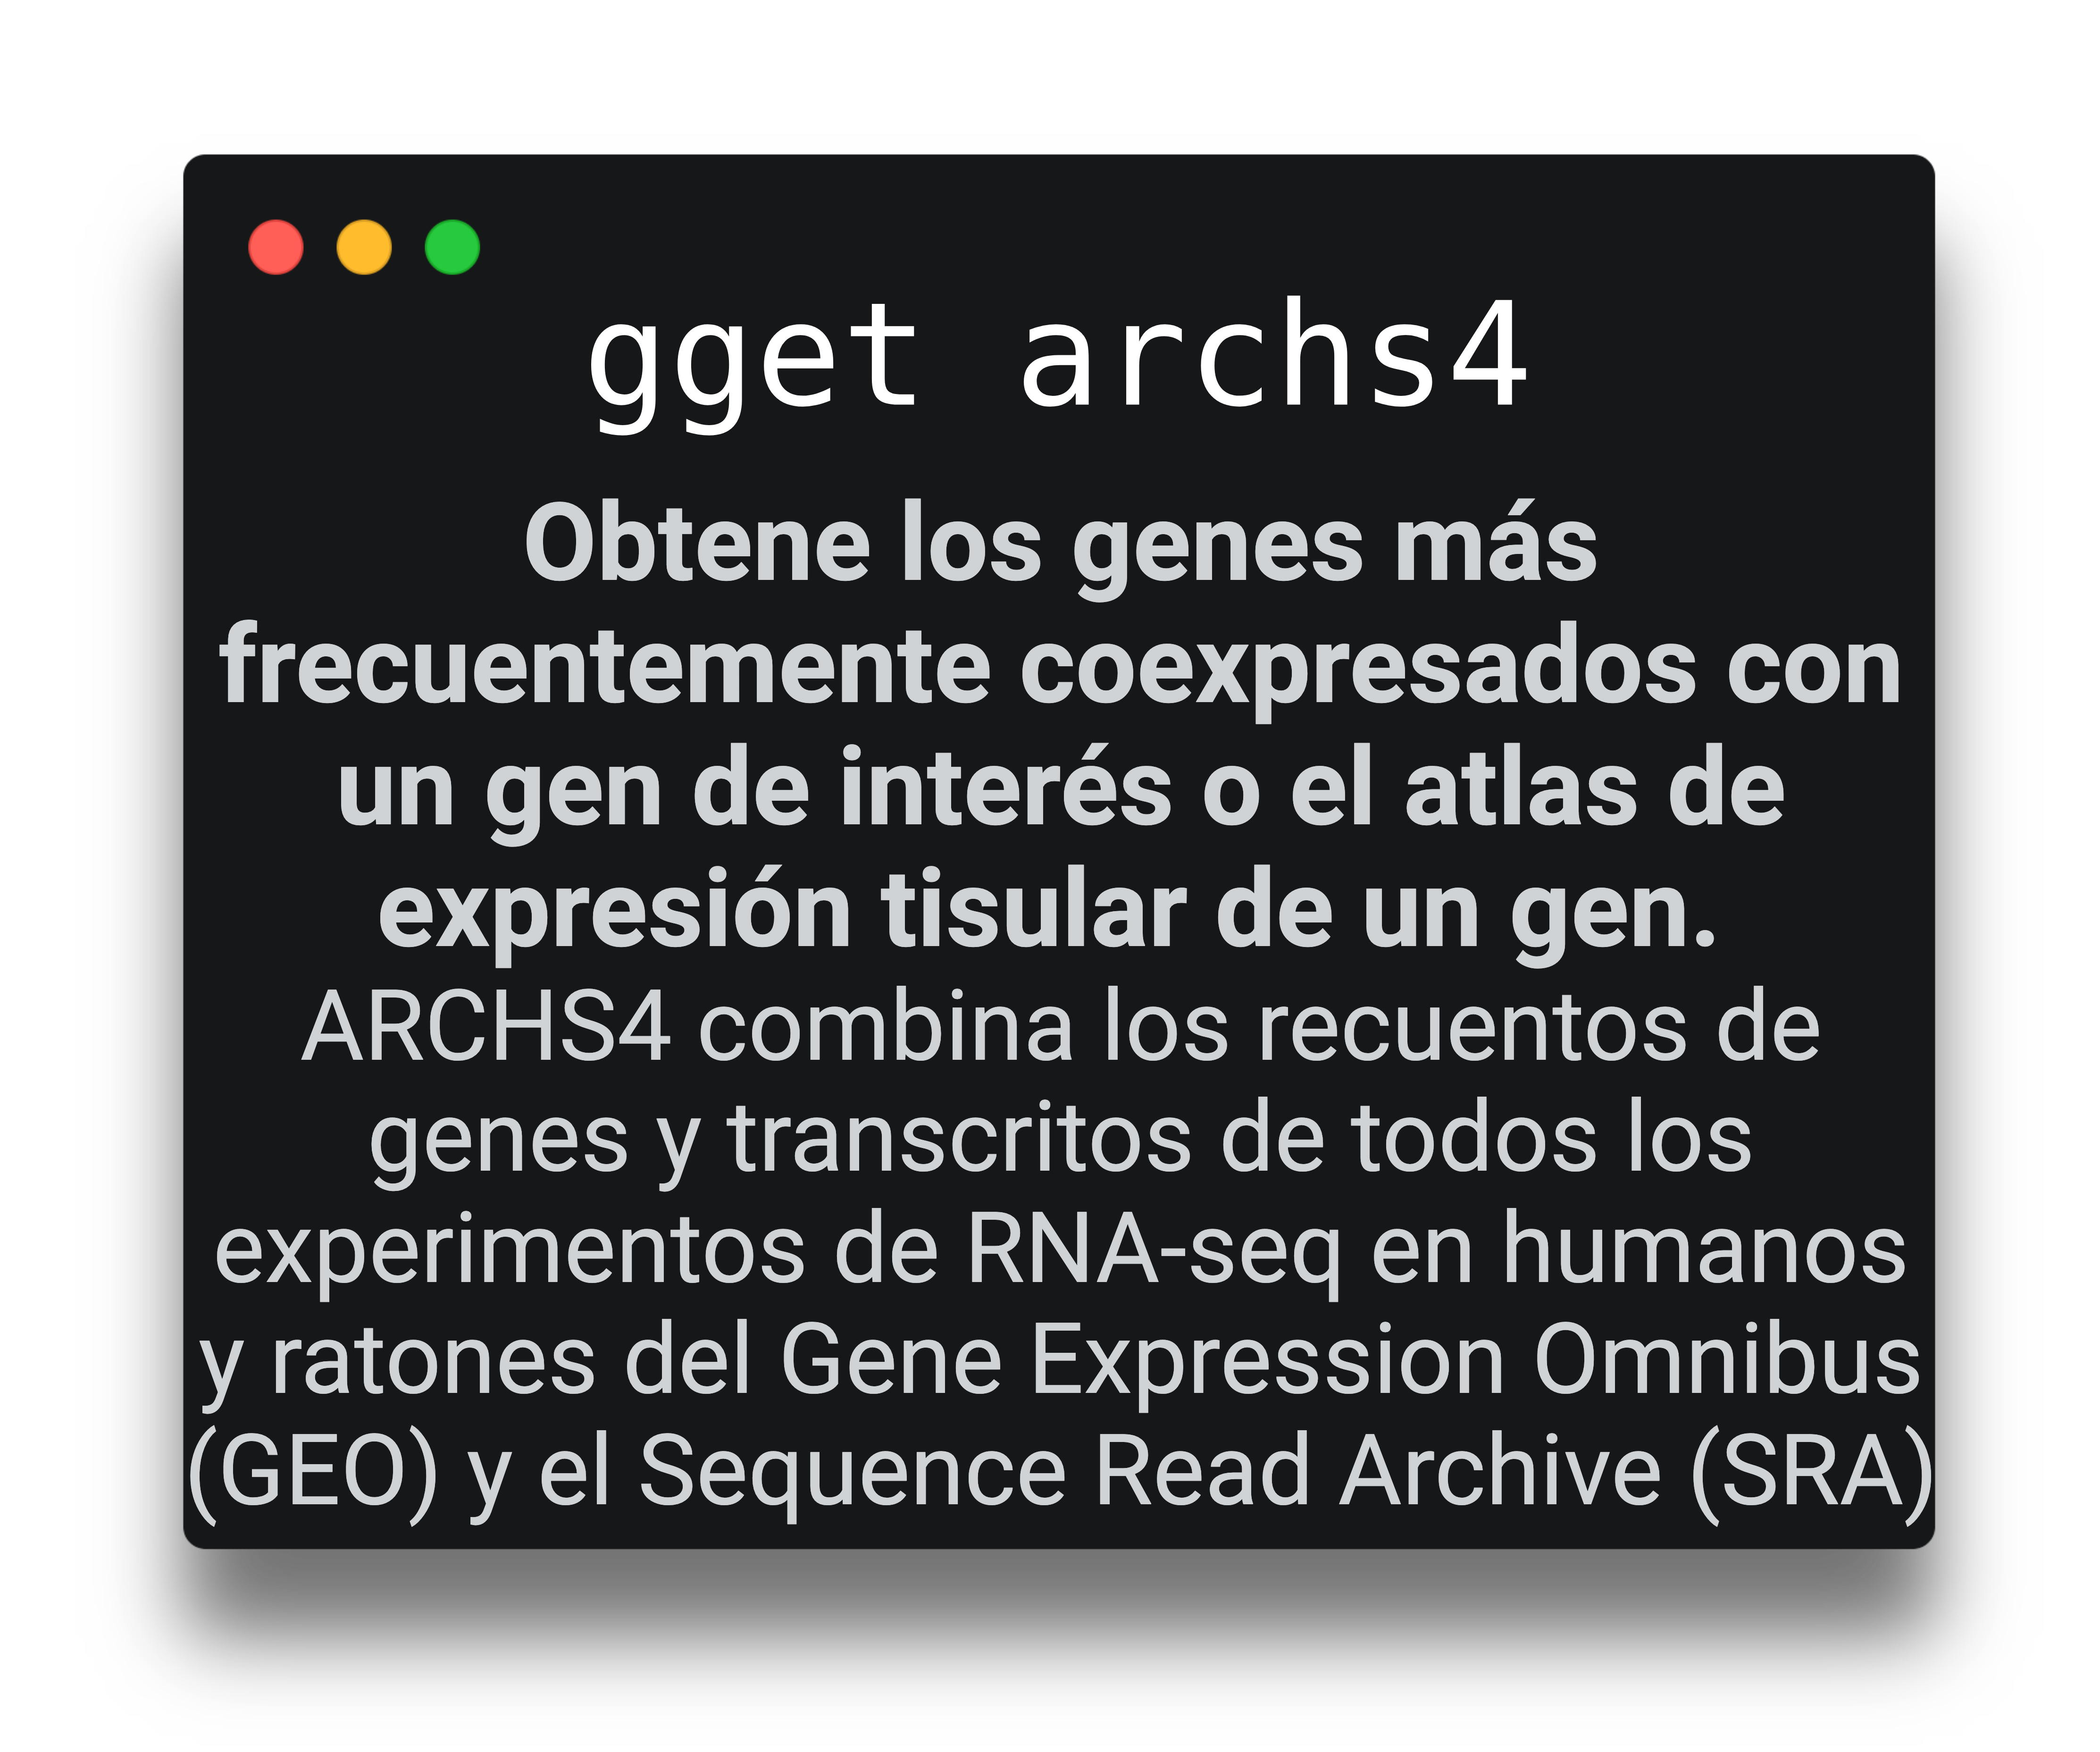 gget archs4
Obtene los genes más
frecuentemente coexpresados con
un gen de interés o el atlas de
expresión tisular de un gen.
ARCHS4 combina los recuentos de
genes y transcritos de todos los
experimentos de RNA-seq en humanos
y ratones del Gene Expression Omnibus
(GEO) y el Sequence Read Archive (SRA)